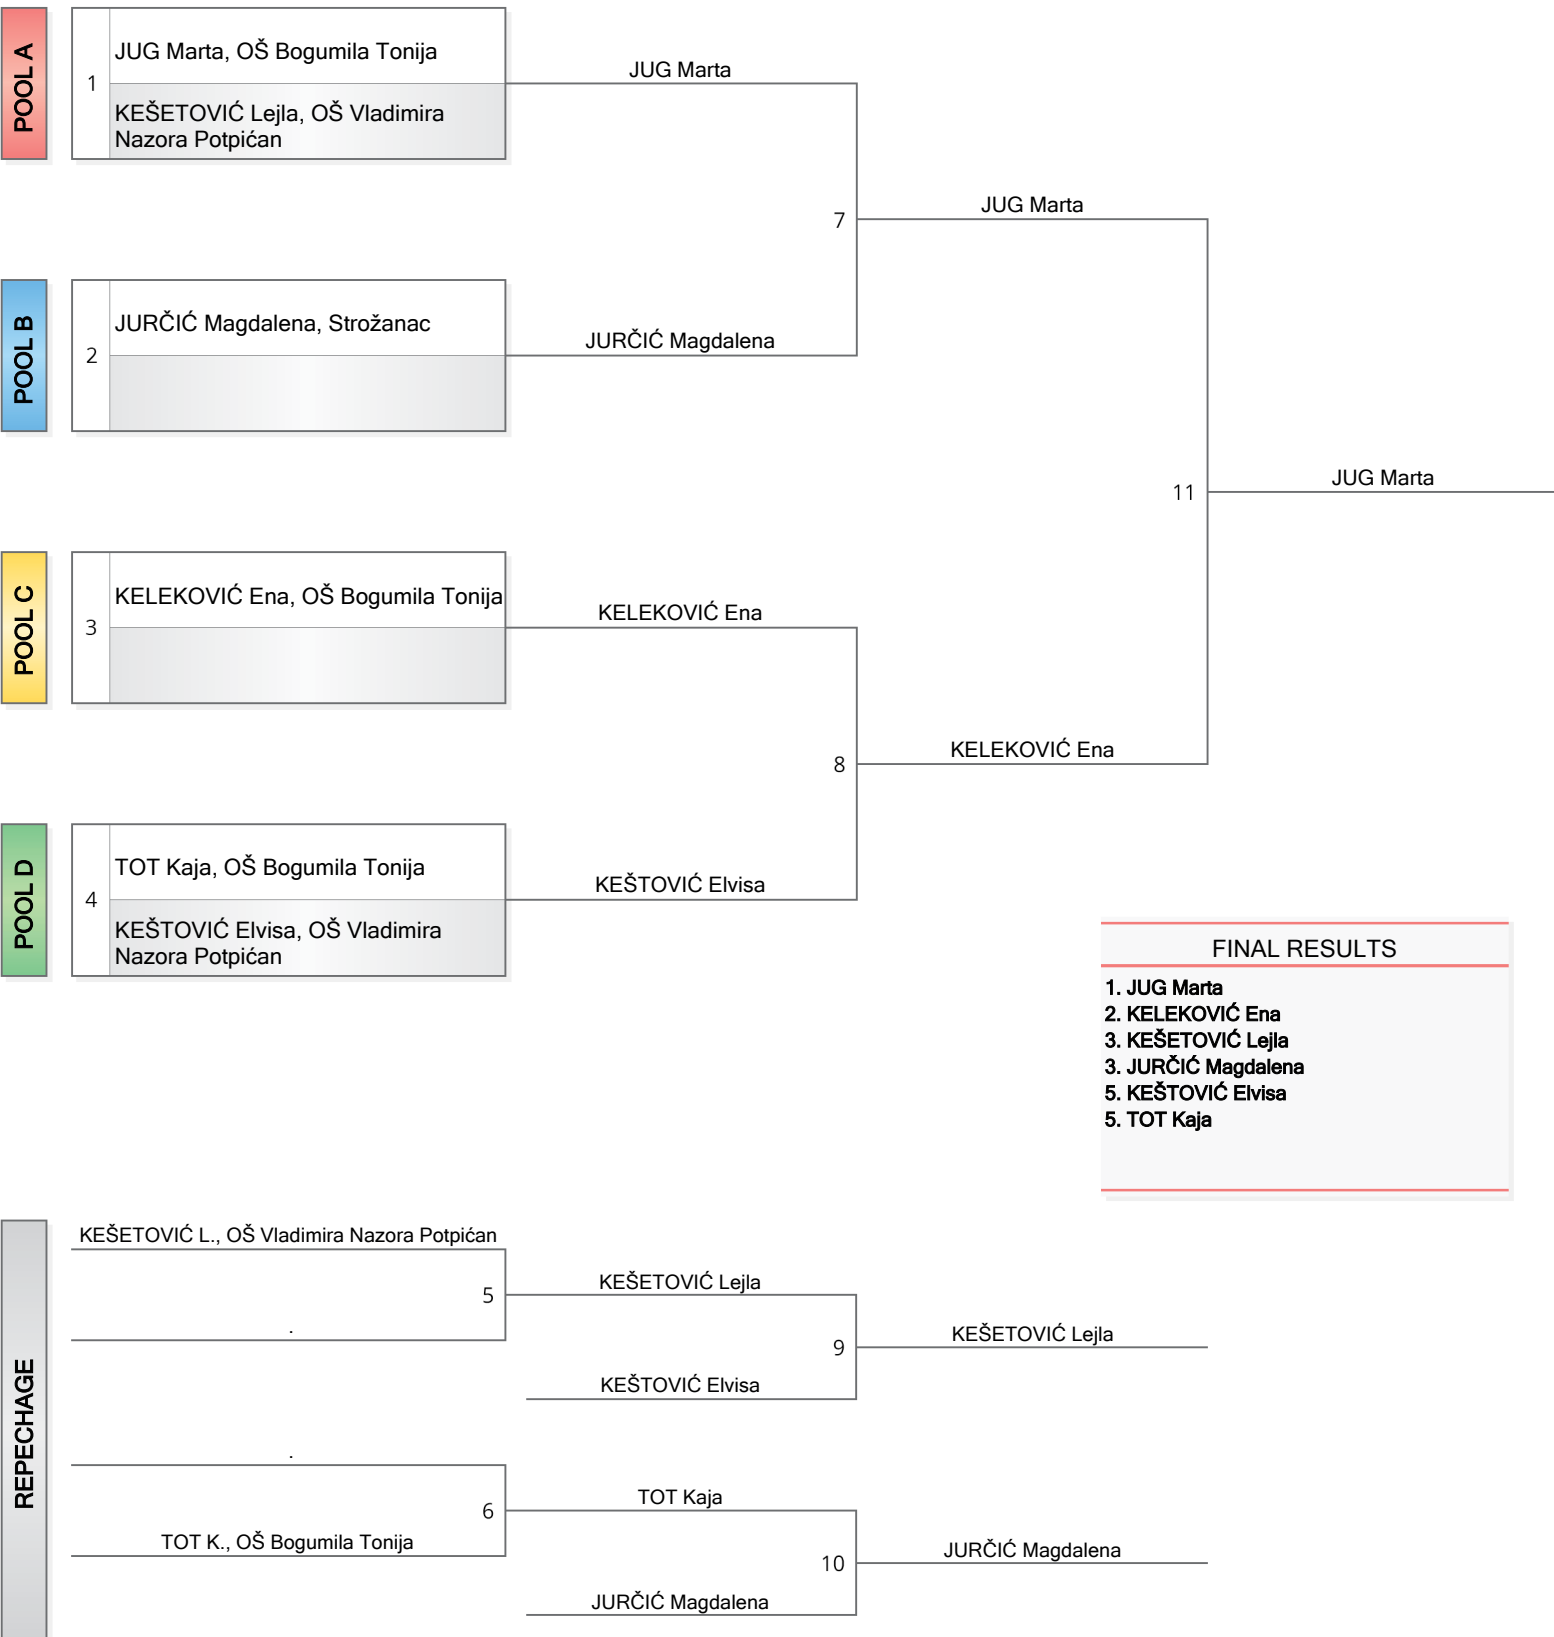 POOL A
1
JUG Marta, OŠ Bogumila Tonija
KEŠETOVIĆ Lejla, OŠ Vladimira
Nazora Potpićan
JUG Marta
7
JUG Marta
POOL B
2
JURČIĆ Magdalena, Strožanac
JURČIĆ Magdalena
11
JUG Marta
POOL C
3
KELEKOVIĆ Ena, OŠ Bogumila Tonija
KELEKOVIĆ Ena
8
KELEKOVIĆ Ena
POOL D
4
TOT Kaja, OŠ Bogumila Tonija
KEŠTOVIĆ Elvisa, OŠ Vladimira
Nazora Potpićan
KEŠTOVIĆ Elvisa
FINAL RESULTS
1. JUG Marta
2. KELEKOVIĆ Ena
3. KEŠETOVIĆ Lejla
3. JURČIĆ Magdalena
5. KEŠTOVIĆ Elvisa
5. TOT Kaja
REPECHAGE
KEŠETOVIĆ L., OŠ Vladimira Nazora Potpićan
5
.
KEŠETOVIĆ Lejla
9
KEŠTOVIĆ Elvisa
KEŠETOVIĆ Lejla
.
6
TOT K., OŠ Bogumila Tonija
TOT Kaja
10
JURČIĆ Magdalena
JURČIĆ Magdalena